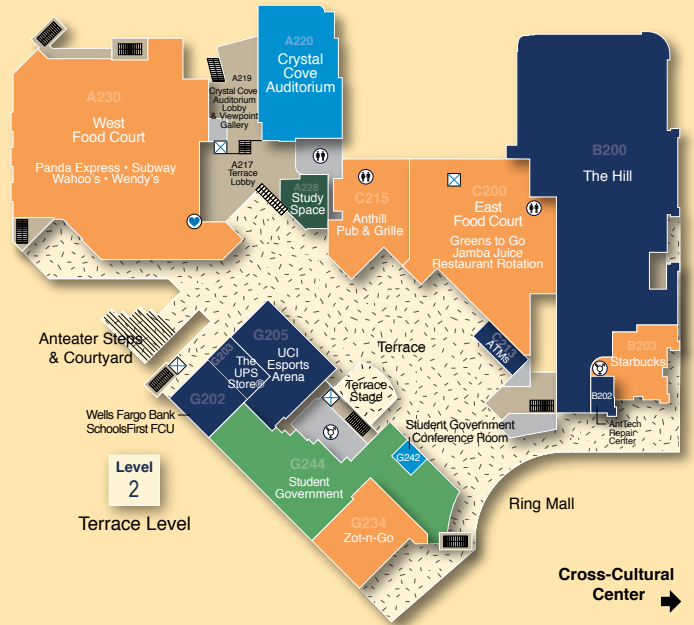 A220
Crystal
Cove
Auditorium
A219
Crystal Cove
Auditorium
Lobby
& Viewpoint
Gallery
A230
West
Food Court
Panda Express • Subway
Wahoo's • Wendy's
A217
Terrace
Lobby
A228
Study
Space
C215
Anthill
Pub & Grille
C200
East
Food Court
Greens to Go
Jamba Juice
Restaurant Rotation
B200
The Hill
Anteater Steps
& Courtyard
G205
UCI
Esports
Arena
G203
The
UPS
Store®
G202
Wells Fargo Bank
SchoolsFirst FCU
Terrace
C213
ATMs
B203
Starbucks
B202
AntTech
Repair
Center
Terrace
Stage
Student Government
Conference Room
G242
G244
Student
Government
G234
Zot-n-Go
Level
2
Terrace Level
Ring Mall
Cross-Cultural
Center